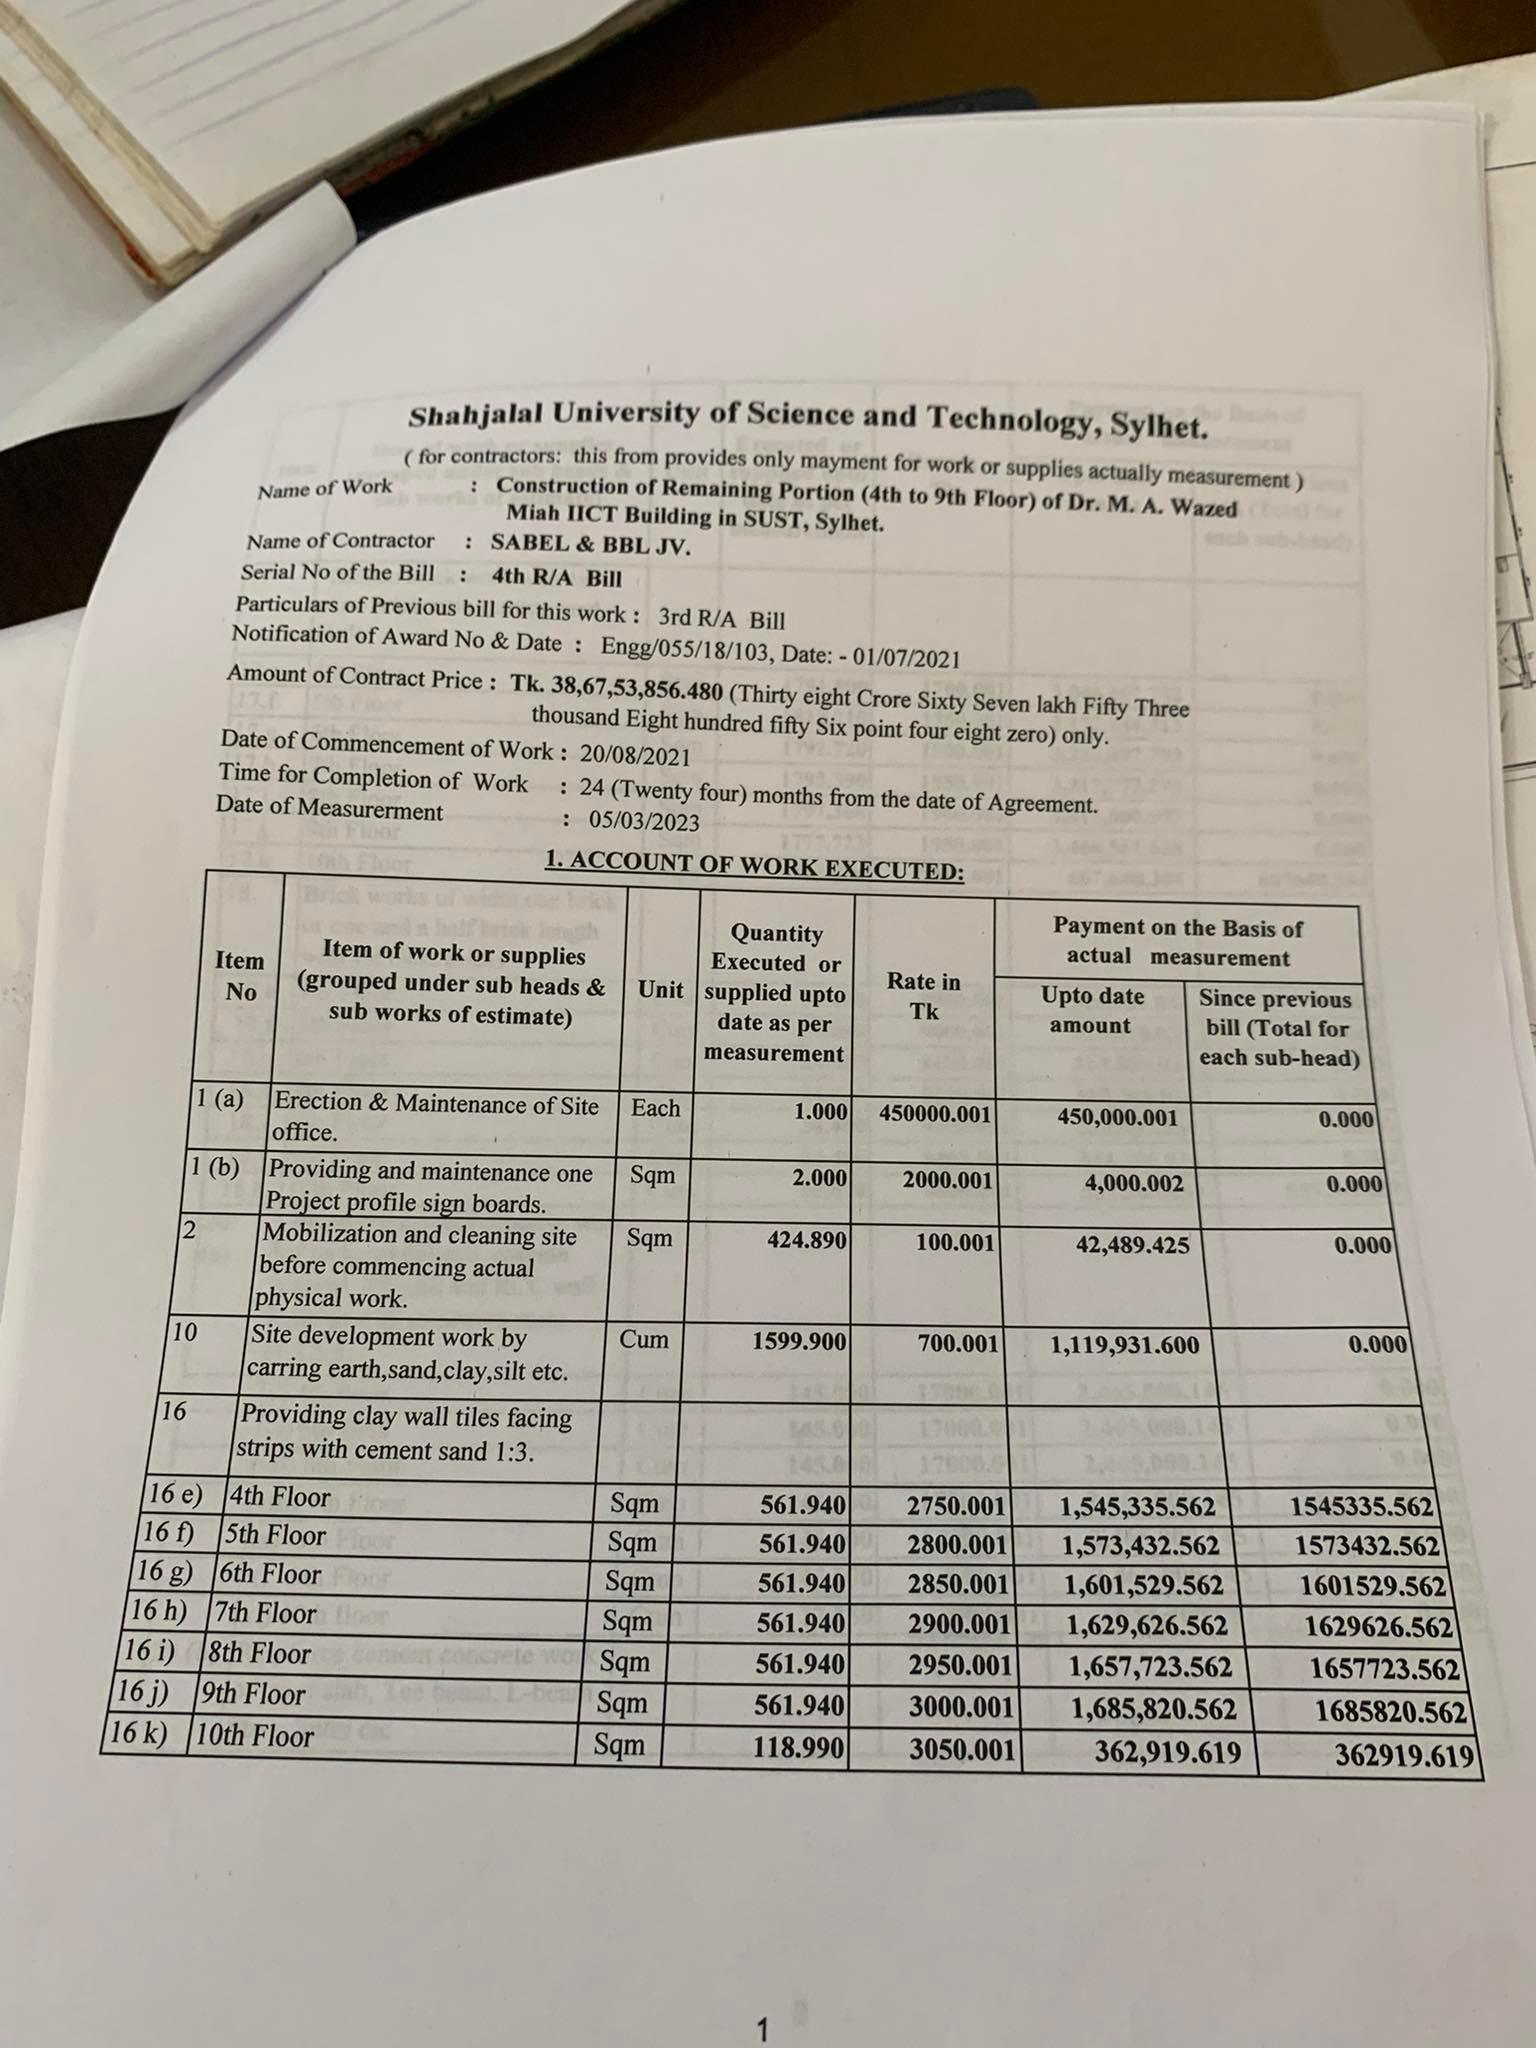 Shahjalal University of Science and Technology, Sylhet.
( for contractors: this from provides only mayment for work or supplies actually measurement )
Name of Work : Construction of Remaining Portion (4th to 9th Floor) of Dr. M. A. Wazed
Miah IICT Building in SUST, Sylhet.
Name of Contractor : SABEL & BBL JV.
Serial No of the Bill : 4th R/A Bill
Particulars of Previous bill for this work : 3rd R/A Bill
Notification of Award No & Date : Engg/055/18/103, Date: - 01/07/2021
Amount of Contract Price : Tk. 38,67,53,856.480 (Thirty eight Crore Sixty Seven lakh Fifty Three
thousand Eight hundred fifty Six point four eight zero) only.
Date of Commencement of Work : 20/08/2021
Time for Completion of Work : 24 (Twenty four) months from the date of Agreement.
Date of Measurerment : 05/03/2023
1. ACCOUNT OF WORK EXECUTED:
Item No
Item of work or supplies
(grouped under sub heads &
sub works of estimate)
Unit
Quantity
Executed or
supplied upto
date as per
measurement
Rate in
Tk
Payment on the Basis of
actual measurement
Upto date
amount
Since previous
bill (Total for
each sub-head)
1 (a) Erection & Maintenance of Site Each 1.000 450000.001 450,000.001 0.000
office.
1 (b) Providing and maintenance one Sqm 2.000 2000.001 4,000.002 0.000
Project profile sign boards.
2 Mobilization and cleaning site Sqm 424.890 100.001 42,489.425 0.000
before commencing actual
physical work.
10 Site development work by Cum 1599.900 700.001 1,119,931.600 0.000
carring earth,sand,clay,silt etc.
16 Providing clay wall tiles facing
strips with cement sand 1:3.
16 e) 4th Floor Sqm 561.940 2750.001 1,545,335.562 1545335.562
16 f) 5th Floor Sqm 561.940 2800.001 1,573,432.562 1573432.562
16 g) 6th Floor Sqm 561.940 2850.001 1,601,529.562 1601529.562
16 h) 7th Floor Sqm 561.940 2900.001 1,629,626.562 1629626.562
16 i) 8th Floor Sqm 561.940 2950.001 1,657,723.562 1657723.562
16 j) 9th Floor Sqm 561.940 3000.001 1,685,820.562 1685820.562
16 k) 10th Floor Sqm 118.990 3050.001 362,919.619 362919.619
1